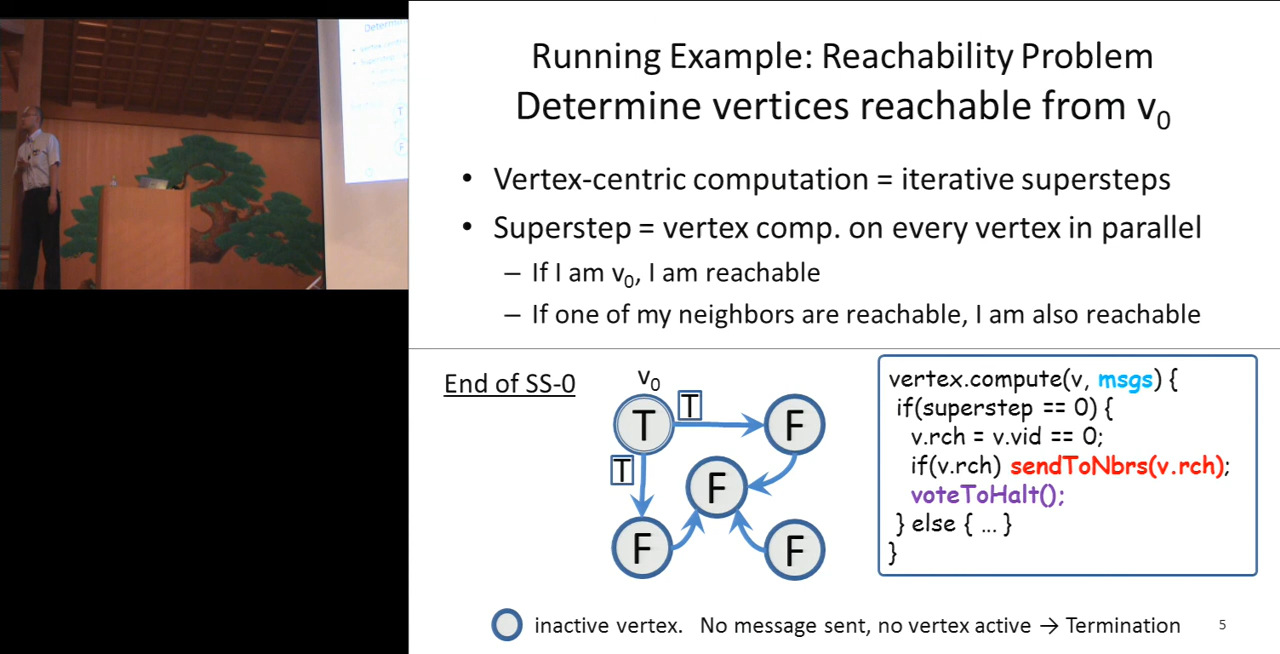 Running Example: Reachability Problem
Determine vertices reachable from v0
• Vertex-centric computation = iterative supersteps
• Superstep = vertex comp. on every vertex in parallel
– If I am v0, I am reachable
– If one of my neighbors are reachable, I am also reachable
End of SS-0
v0
T
T
F
T
F
F
F
vertex.compute(v, msgs) {
if(superstep == 0) {
v.rch = v.vid == 0;
if(v.rch) sendToNbrs(v.rch);
voteToHalt();
} else { ... }
}
inactive vertex. No message sent, no vertex active → Termination
5